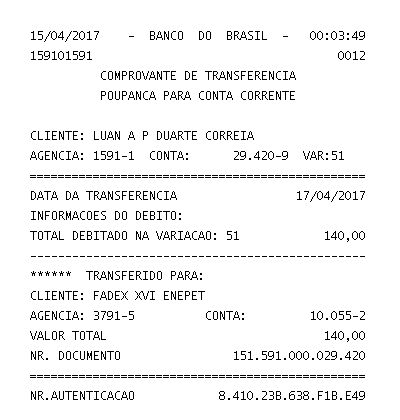 15/04/2017 - BANCO DO BRASIL - 00:03:49
159101591 0012
COMPROVANTE DE TRANSFERENCIA
POUPANCA PARA CONTA CORRENTE
CLIENTE: LUAN A P DUARTE CORREIA
AGENCIA: 1591-1 CONTA: 29.420-9 VAR:51
================================================
DATA DA TRANSFERENCIA 17/04/2017
INFORMACOES DO DEBITO:
TOTAL DEBITADO NA VARIACAO: 51 140,00
------------------------------------------------
****** TRANSFERIDO PARA:
CLIENTE: FADEX XVI ENEPET
AGENCIA: 3791-5 CONTA: 10.055-2
VALOR TOTAL 140,00
NR. DOCUMENTO 151.591.000.029.420
================================================
NR.AUTENTICACAO 8.410.23B.638.F1B.E49